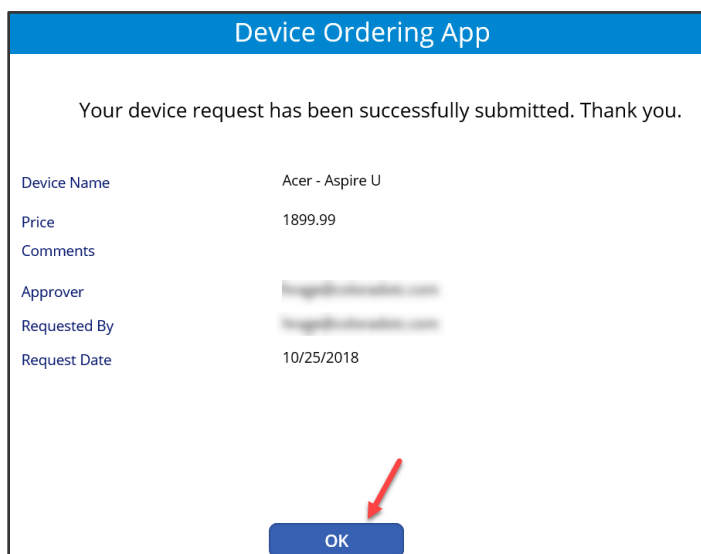 Device Ordering App
Your device request has been successfully submitted. Thank you.
Device Name Acer - Aspire U
Price 1899.99
Comments
Approver
Requested By
Request Date 10/25/2018
OK